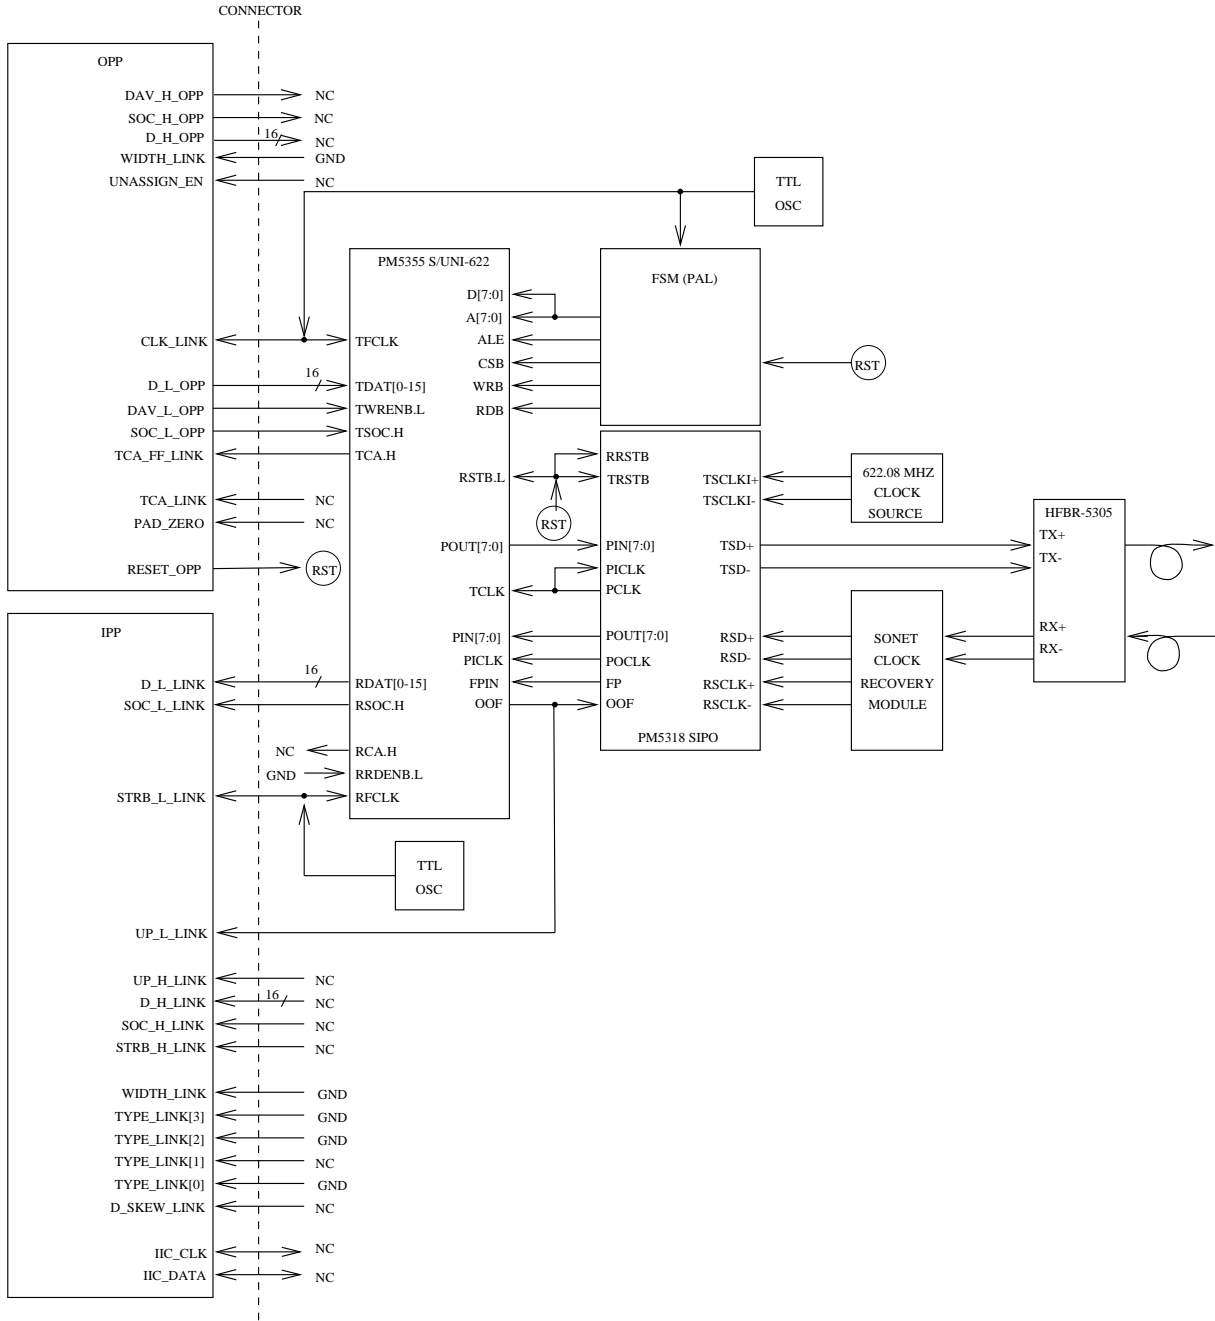 CONNECTOR
OPP
DAV_H_OPP NC
SOC_H_OPP NC
D_H_OPP 16 NC
WIDTH_LINK GND
UNASSIGN_EN NC
TTL
OSC
PM5355 S/UNI-622
FSM (PAL)
D[7:0]
A[7:0]
CLK_LINK TFCLK ALE
CSB RST
D_L_OPP 16 TDAT[0-15] WRB
DAV_L_OPP TWRENB.L RDB
SOC_L_OPP TSOC.H
TCA_FF_LINK TCA.H RRSTB
RSTB.L TRSTB TSCLKI+ 622.08 MHZ
TCA_LINK NC TSCLKI- CLOCK
SOURCE
PAD_ZERO NC RST
HFBR-5305
TX+
POUT[7:0] PIN[7:0] TSD+
TX-
RESET_OPP RST PICLK TSD-
TCLK PCLK
IPP
PIN[7:0] POUT[7:0] RSD+ SONET RX+
RX-
PICLK POCLK RSD- CLOCK
D_L_LINK 16 RDAT[0-15] FPIN FP RSCLK+ RECOVERY
SOC_L_LINK RSOC.H OOF OOF RSCLK- MODULE
PM5318 SIPO
NC RCA.H
GND RRDENB.L
STRB_L_LINK RFCLK
TTL
OSC
UP_L_LINK
UP_H_LINK NC
D_H_LINK 16 NC
SOC_H_LINK NC
STRB_H_LINK NC
WIDTH_LINK GND
TYPE_LINK[3] GND
TYPE_LINK[2] GND
TYPE_LINK[1] NC
TYPE_LINK[0] GND
D_SKEW_LINK NC
IIC_CLK NC
IIC_DATA NC